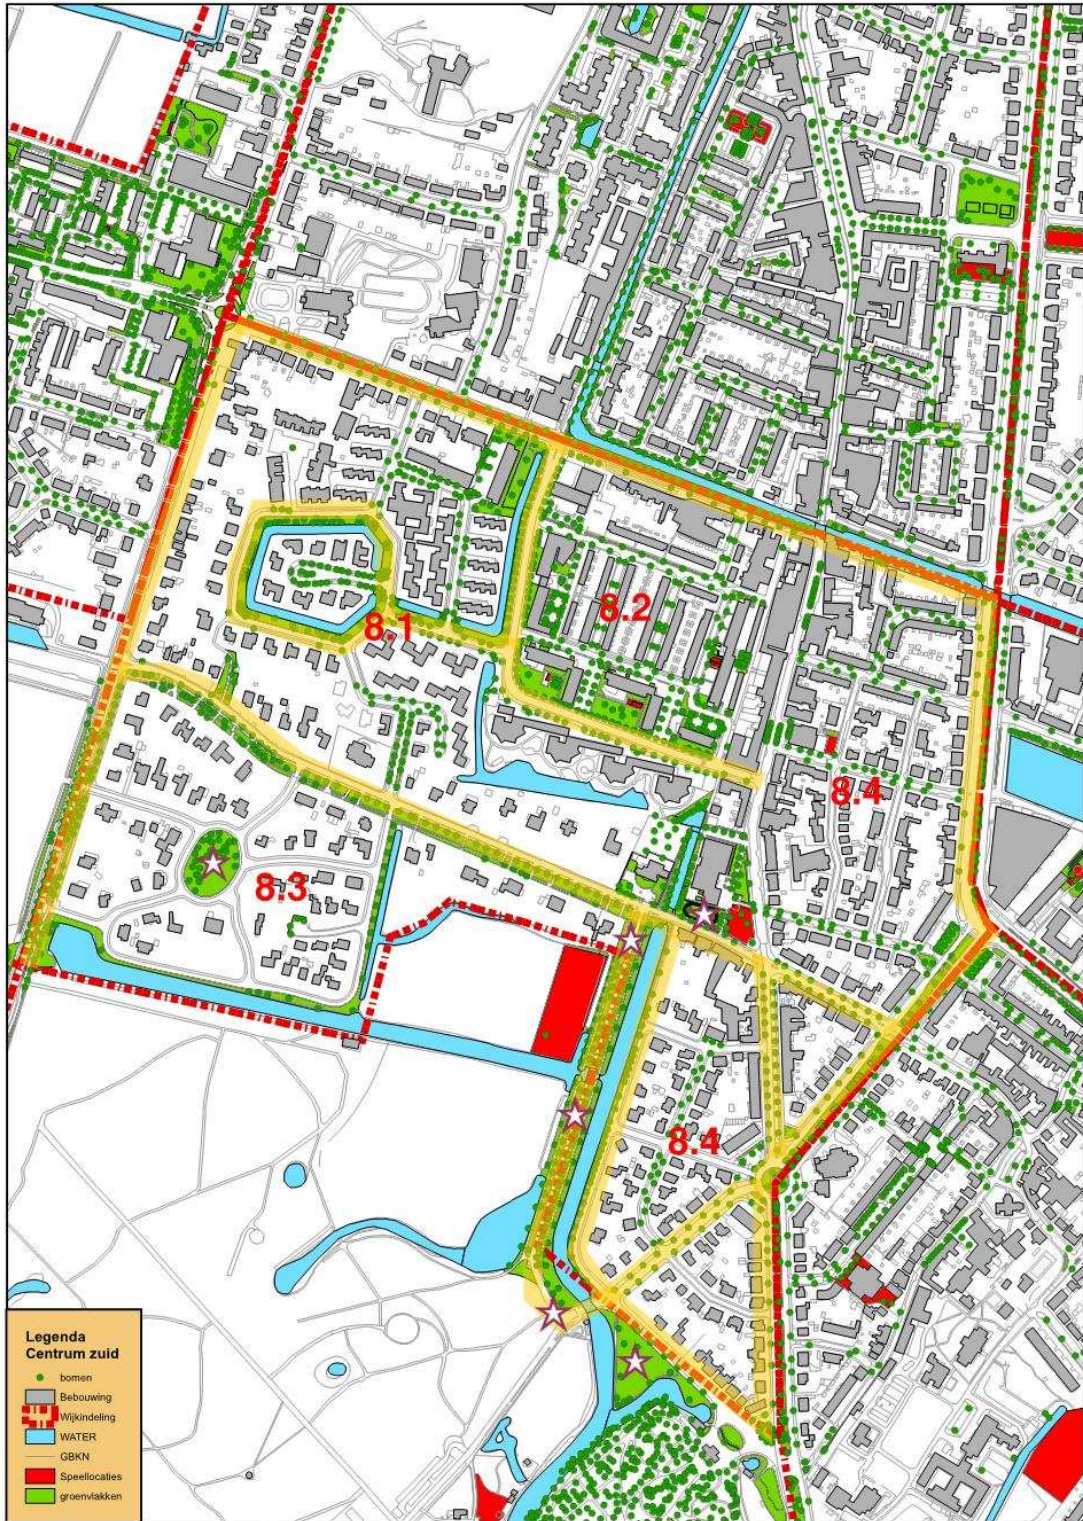 8.1
8.2
8.4
8.3
8.4
Legenda
Centrum zuid
bomen
Bebouwing
Wijkindeling
WATER
GBKN
Speellocaties
groenvlakken